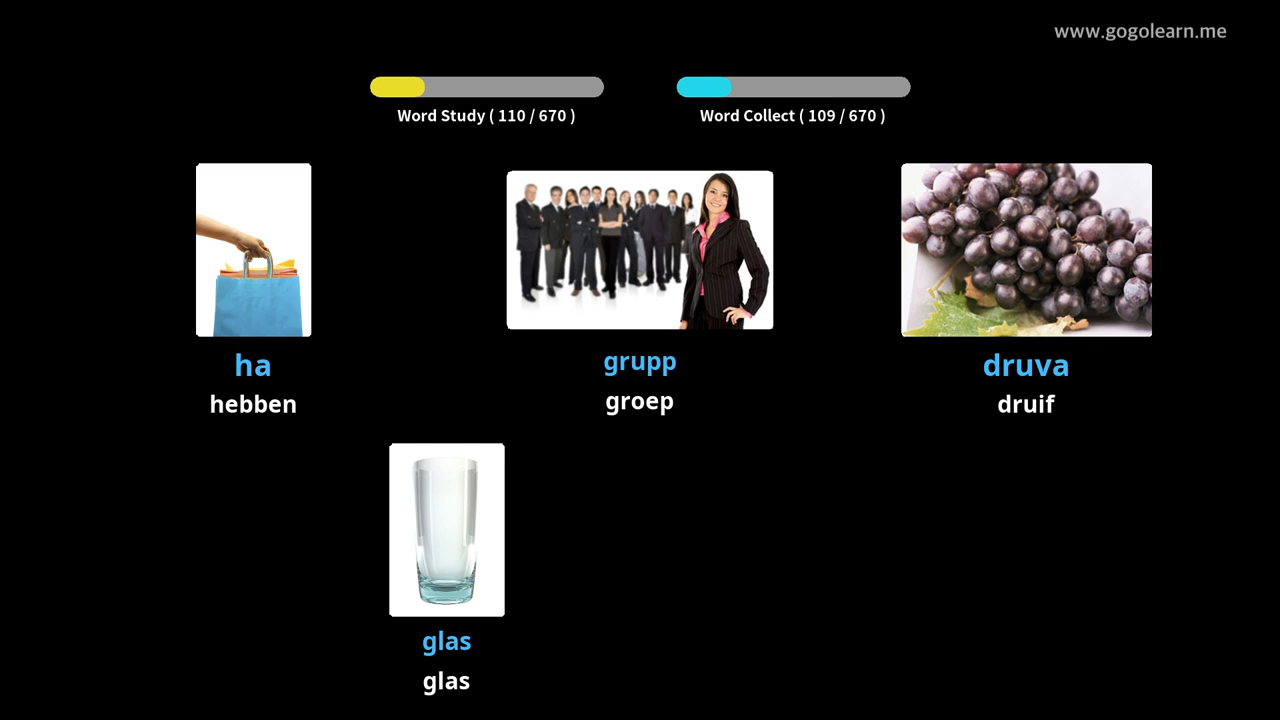 www.gogolearn.me
Word Study ( 110 / 670 )
Word Collect ( 109 / 670 )
ha
hebben
grupp
groep
druva
druif
glas
glas